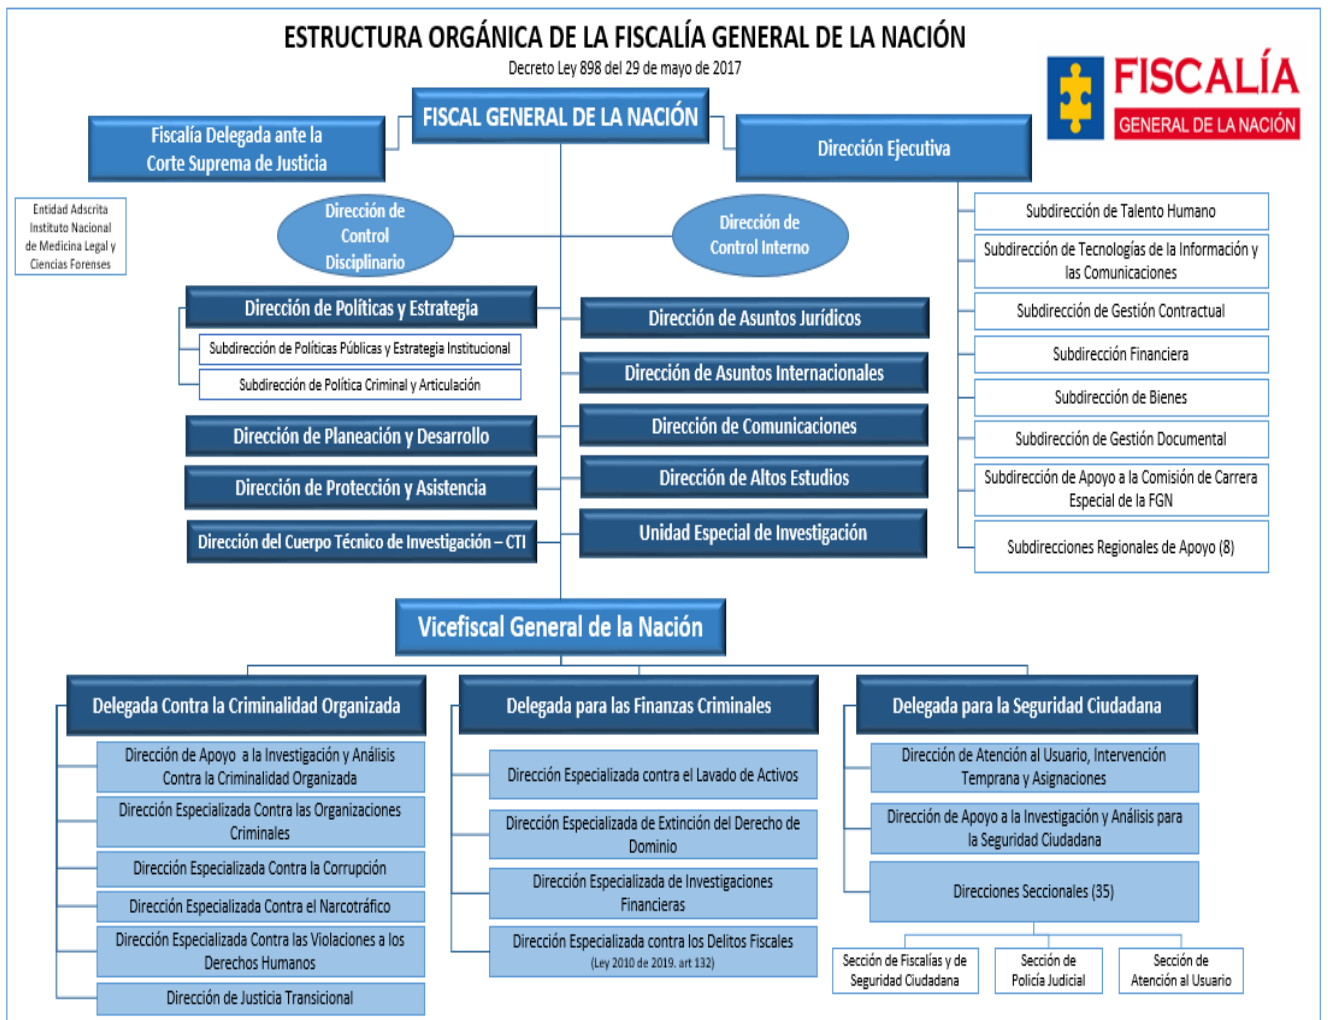 ESTRUCTURA ORGÁNICA DE LA FISCALÍA GENERAL DE LA NACIÓN
Decreto Ley 898 del 29 de mayo de 2017
FISCALÍA
GENERAL DE LA NACIÓN
FISCAL GENERAL DE LA NACIÓN
Fiscalía Delegada ante la
Corte Suprema de Justicia
Dirección Ejecutiva
Entidad Adscrita
Instituto Nacional
de Medicina Legal y
Ciencias Forenses
Dirección de
Control
Disciplinario
Dirección de
Control Interno
Subdirección de Talento Humano
Subdirección de Tecnologías de la Información y
las Comunicaciones
Subdirección de Gestión Contractual
Subdirección Financiera
Subdirección de Bienes
Subdirección de Gestión Documental
Subdirección de Apoyo a la Comisión de Carrera
Especial de la FGN
Subdirecciones Regionales de Apoyo (8)
Dirección de Políticas y Estrategia
Subdirección de Políticas Públicas y Estrategia Institucional
Subdirección de Política Criminal y Articulación
Dirección de Planeación y Desarrollo
Dirección de Protección y Asistencia
Dirección del Cuerpo Técnico de Investigación – CTI
Dirección de Asuntos Jurídicos
Dirección de Asuntos Internacionales
Dirección de Comunicaciones
Dirección de Altos Estudios
Unidad Especial de Investigación
Vicefiscal General de la Nación
Delegada Contra la Criminalidad Organizada
Dirección de Apoyo a la Investigación y Análisis
Contra la Criminalidad Organizada
Dirección Especializada Contra las Organizaciones
Criminales
Dirección Especializada Contra la Corrupción
Dirección Especializada Contra el Narcotráfico
Dirección Especializada Contra las Violaciones a los
Derechos Humanos
Dirección de Justicia Transicional
Delegada para las Finanzas Criminales
Dirección Especializada contra el Lavado de Activos
Dirección Especializada de Extinción del Derecho de
Dominio
Dirección Especializada de Investigaciones
Financieras
Dirección Especializada contra los Delitos Fiscales
(Ley 2010 de 2019. art 132)
Delegada para la Seguridad Ciudadana
Dirección de Atención al Usuario, Intervención
Temprana y Asignaciones
Dirección de Apoyo a la Investigación y Análisis para
la Seguridad Ciudadana
Direcciones Seccionales (35)
Sección de Fiscalías y de
Seguridad Ciudadana
Sección de
Policía Judicial
Sección de
Atención al Usuario